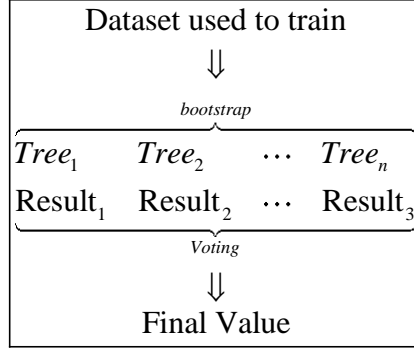 Dataset used to train
⇓
bootstrap
Tree₁ Tree₂ ⋯ Treeₙ
Result₁ Result₂ ⋯ Result₃
Voting
⇓
Final Value